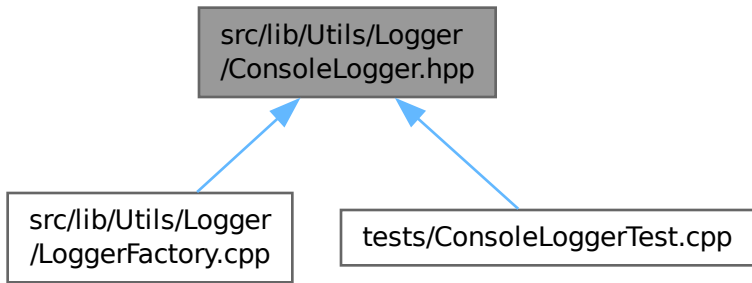 src/lib/Utils/Logger
/ConsoleLogger.hpp
src/lib/Utils/Logger
/LoggerFactory.cpp
tests/ConsoleLoggerTest.cpp